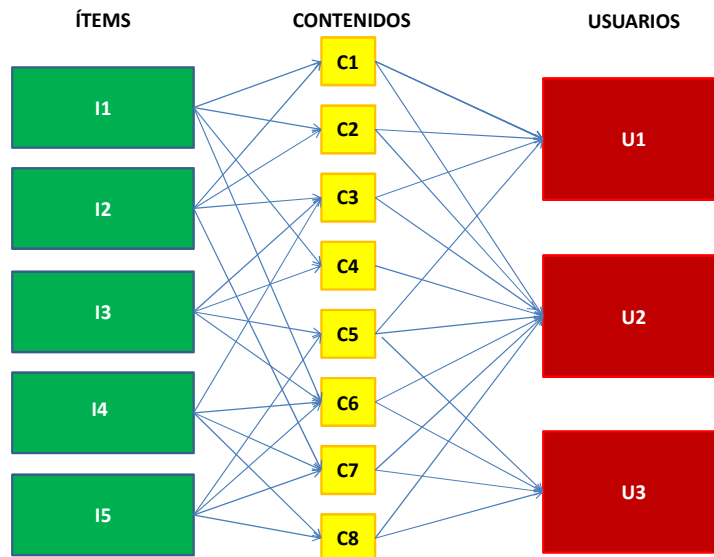 ÍTEMS
CONTENIDOS
USUARIOS
I1
I2
I3
I4
I5
C1
C2
C3
C4
C5
C6
C7
C8
U1
U2
U3